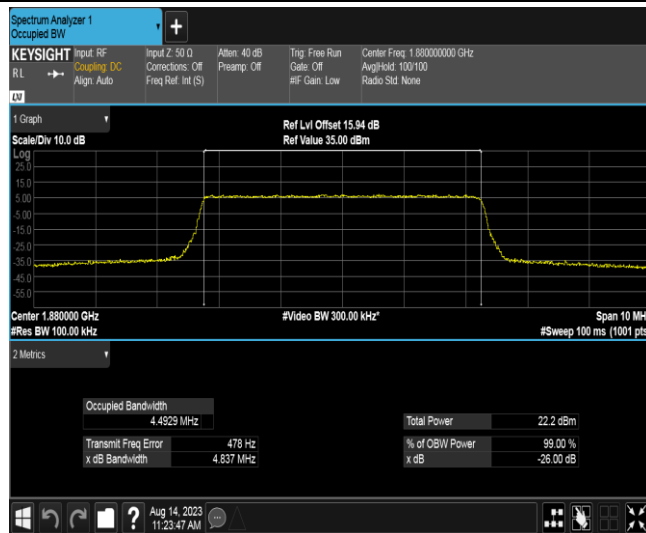 Spectrum Analyzer 1
Occupied BW
+
KEYSIGHT
RL
Input: RF
Coupling: DC
Align: Auto
Input Z: 50 Ω
Corrections: Off
Freq Ref: Int (S)
Atten: 40 dB
Preamp: Off
Trig: Free Run
Gate: Off
#IF Gain: Low
Center Freq: 1.880000000 GHz
Avg|Hold: 100/100
Radio Std: None
1 Graph
Scale/Div 10.0 dB
Ref Lvl Offset 15.94 dB
Ref Value 35.00 dBm
Log
25.0
15.0
5.00
-5.00
-15.0
-25.0
-35.0
-45.0
-55.0
Center 1.880000 GHz
#Video BW 300.00 kHz*
Span 10 MH
#Res BW 100.00 kHz
#Sweep 100 ms (1001 pts
2 Metrics
Occupied Bandwidth
4.4929 MHz
Total Power 22.2 dBm
Transmit Freq Error 478 Hz
% of OBW Power 99.00 %
x dB Bandwidth 4.837 MHz
x dB -26.00 dB
?
Aug 14, 2023
11:23:47 AM